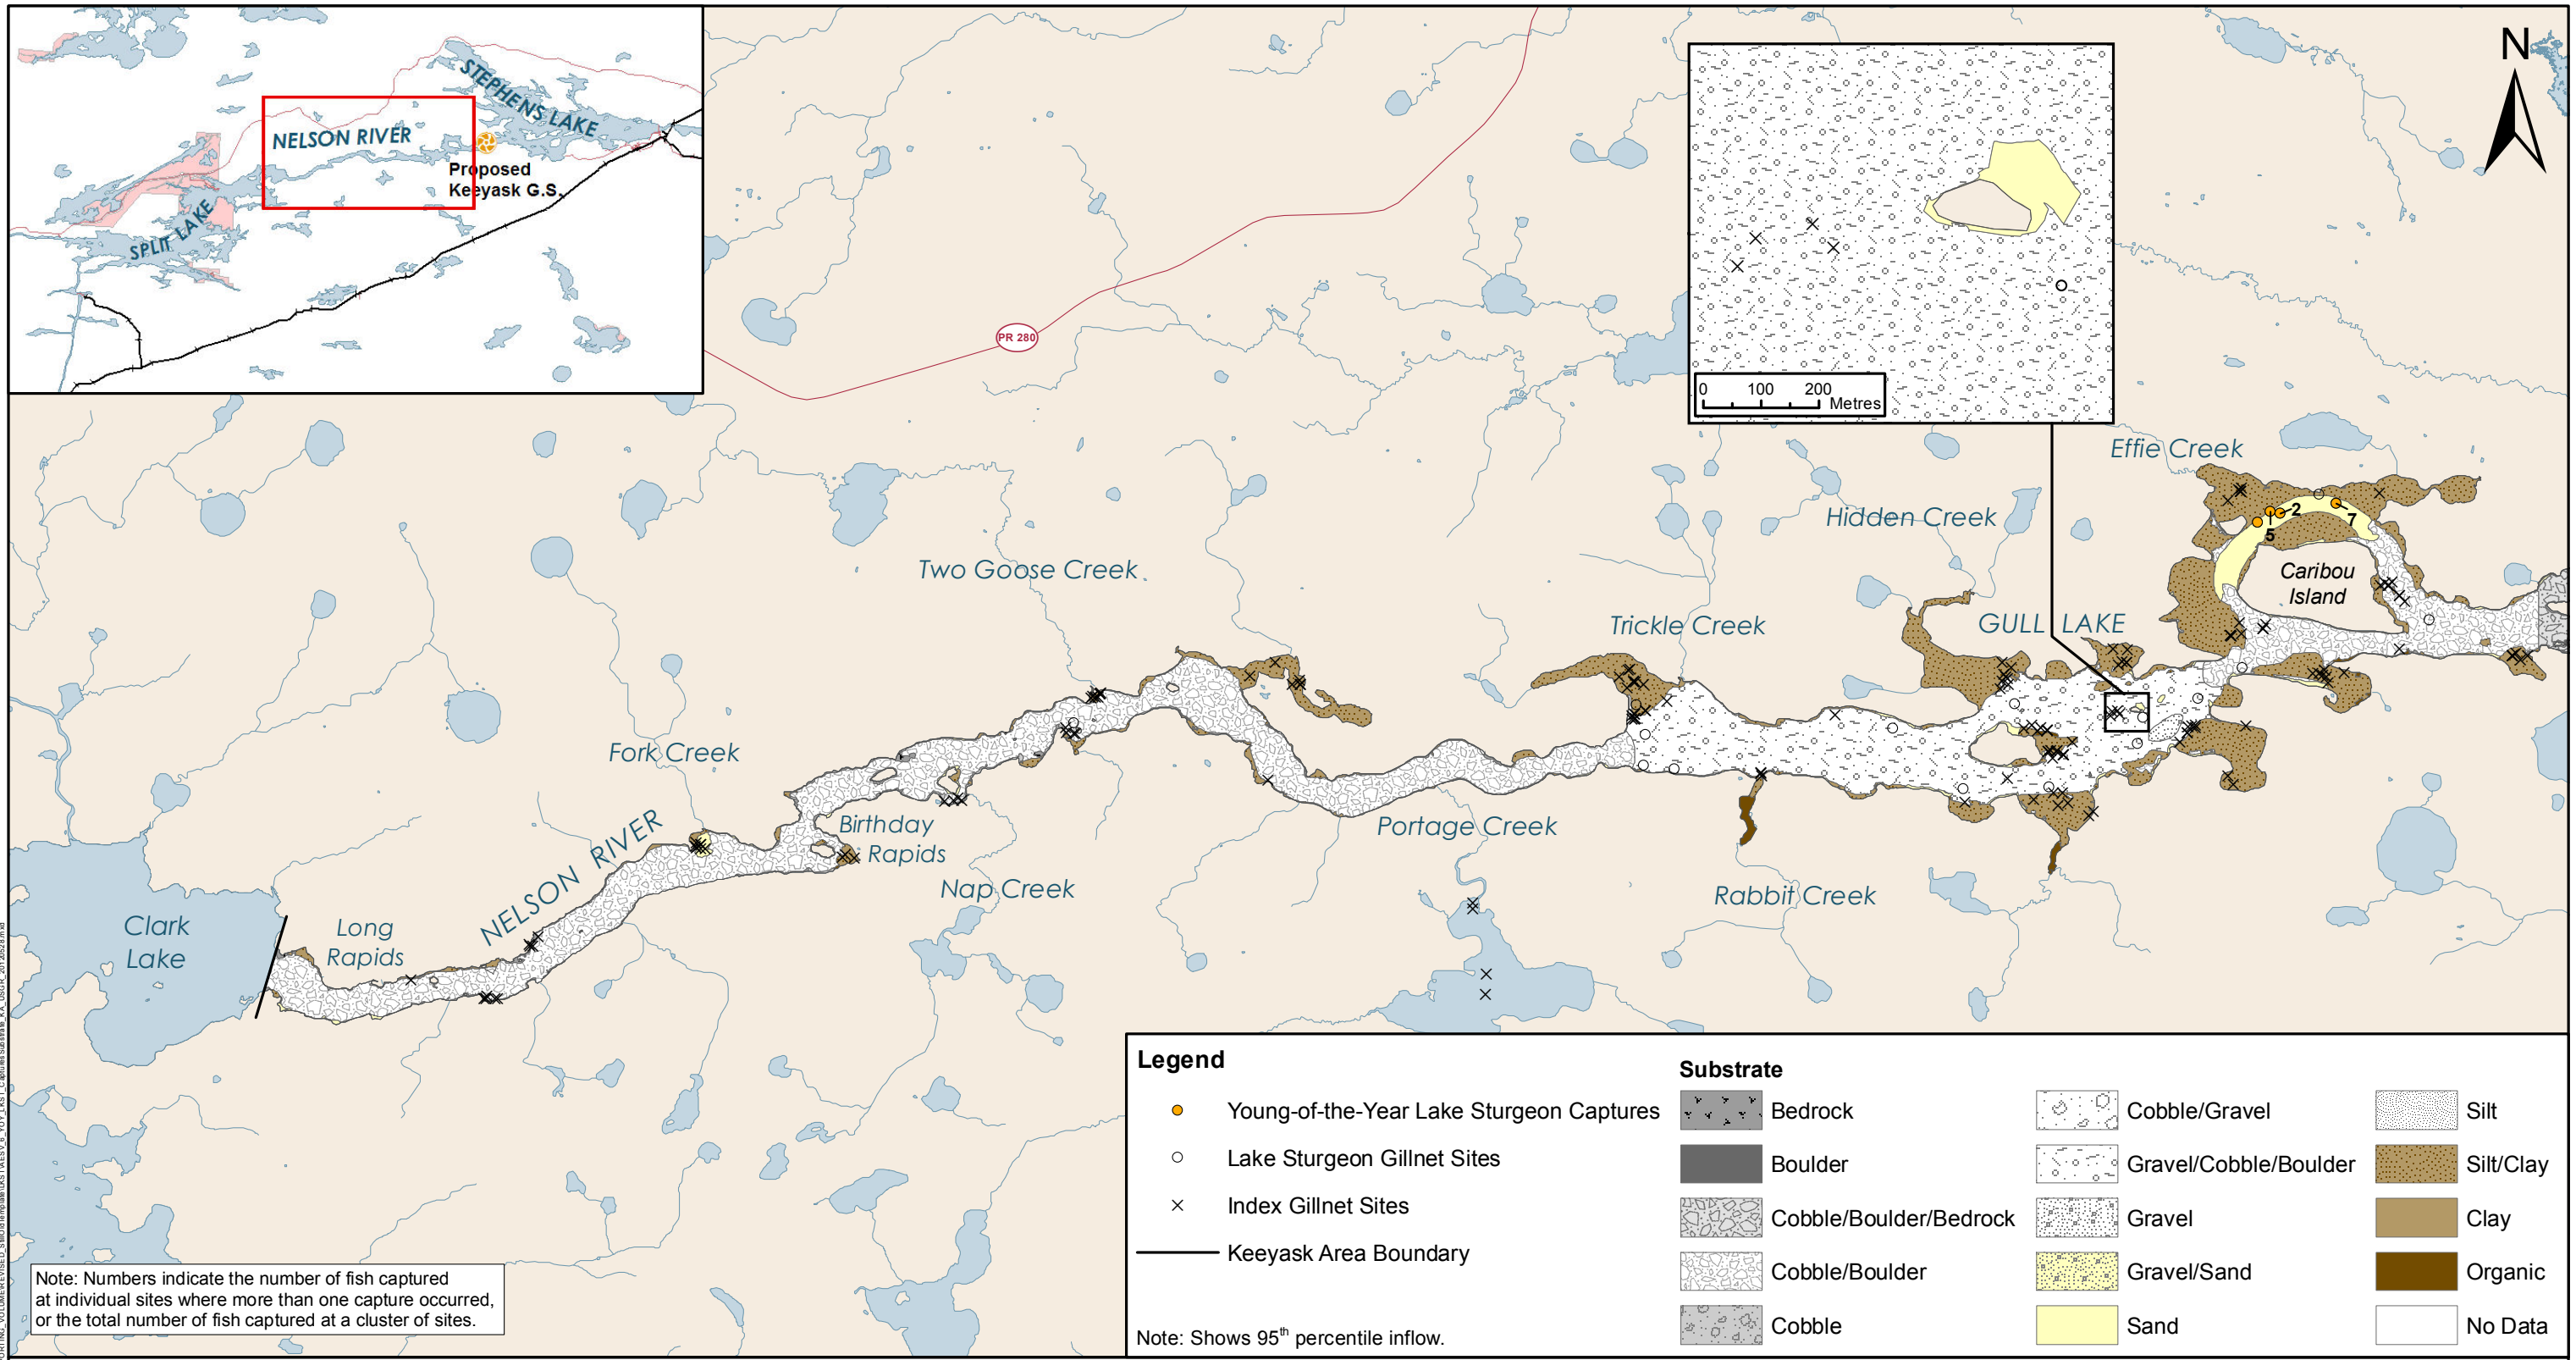 STEPHENS LAKE
NELSON RIVER
Proposed
Keeyask G.S.
SPLIT LAKE
PR 280
0 100 200
Metres
N
Effie Creek
Hidden Creek
2
7
5
Caribou
Island
Two Goose Creek
Trickle Creek
GULL LAKE
Fork Creek
NELSON RIVER
Birthday
Rapids
Portage Creek
Nap Creek
Rabbit Creek
Clark
Lake
Long
Rapids
Legend
Young-of-the-Year Lake Sturgeon Captures
Lake Sturgeon Gillnet Sites
Index Gillnet Sites
Keeyask Area Boundary
Note: Shows 95th percentile inflow.
Substrate
Bedrock
Boulder
Cobble/Boulder/Bedrock
Cobble/Boulder
Cobble
Cobble/Gravel
Gravel/Cobble/Boulder
Gravel
Gravel/Sand
Sand
Silt
Silt/Clay
Clay
Organic
No Data
Note: Numbers indicate the number of fish captured
at individual sites where more than one capture occurred,
or the total number of fish captured at a cluster of sites.